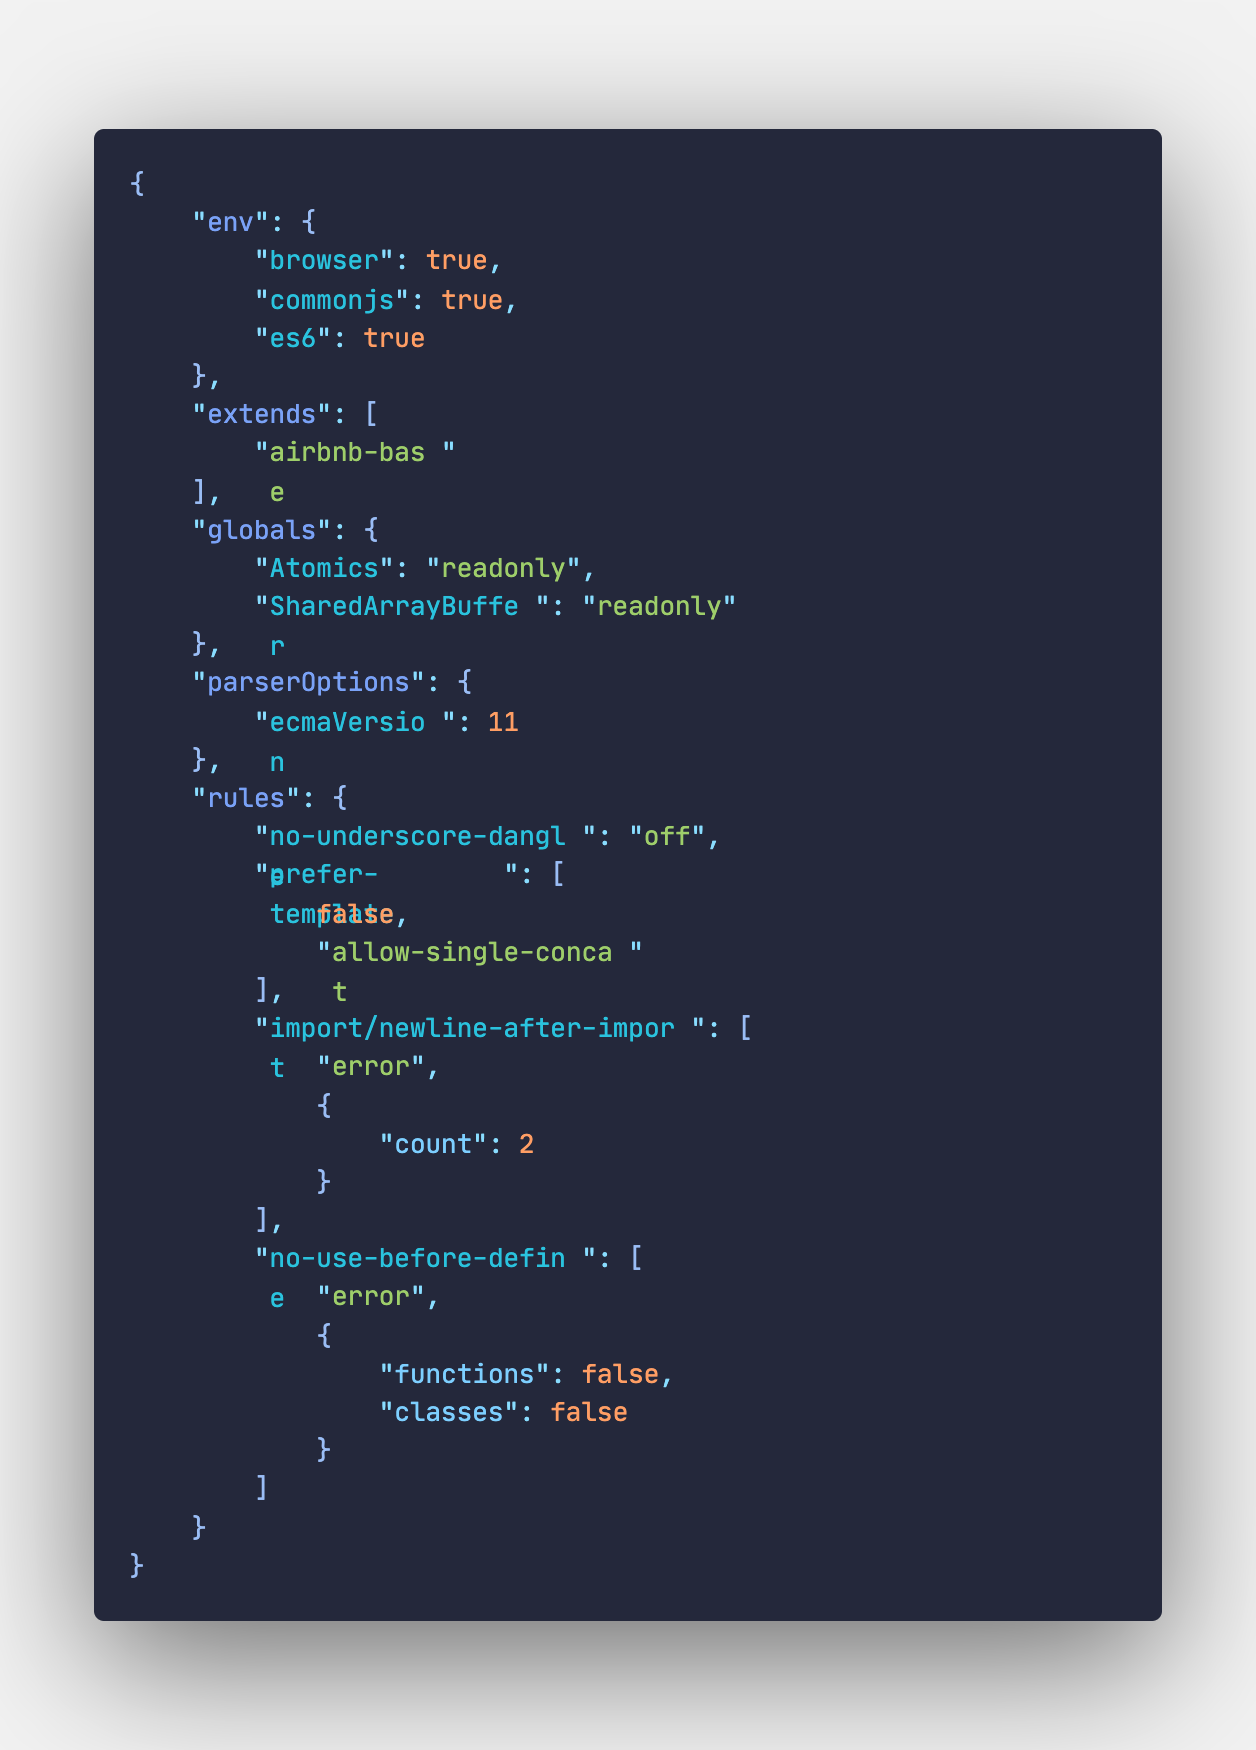 {
    "env": {
        "browser": true,
        "commonjs": true,
        "es6": true
    },
    "extends": [
        "airbnb-base"
    ],
    "globals": {
        "Atomics": "readonly",
        "SharedArrayBuffer": "readonly"
    },
    "parserOptions": {
        "ecmaVersion": 11
    },
    "rules": {
        "no-underscore-dangle": "off",
        "prefer-template": [
            false,
            "allow-single-concat"
        ],
        "import/newline-after-import": [
            "error",
            {
                "count": 2
            }
        ],
        "no-use-before-define": [
            "error",
            {
                "functions": false,
                "classes": false
            }
        ]
    }
}